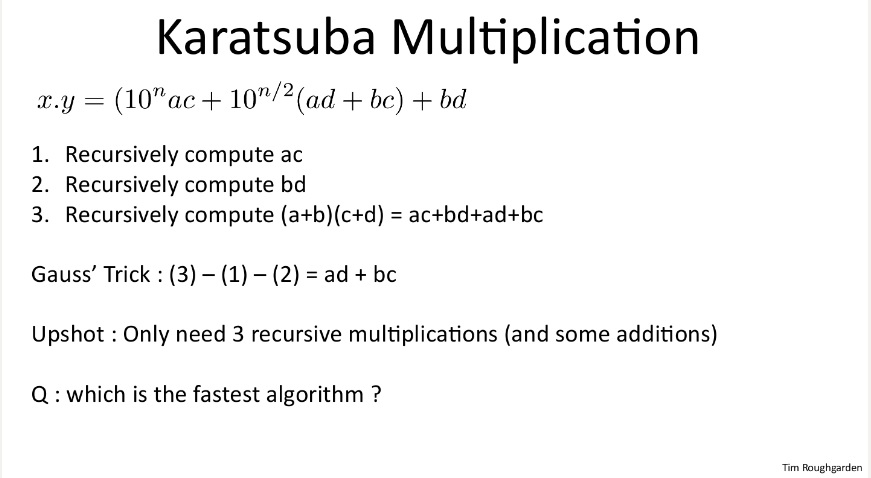 Karatsuba Multiplication
x.y = (10^n ac + 10^{n/2}(ad + bc) + bd
1. Recursively compute ac
2. Recursively compute bd
3. Recursively compute (a+b)(c+d) = ac+bd+ad+bc
Gauss’ Trick : (3) – (1) – (2) = ad + bc
Upshot : Only need 3 recursive multiplications (and some additions)
Q : which is the fastest algorithm ?
Tim Roughgarden